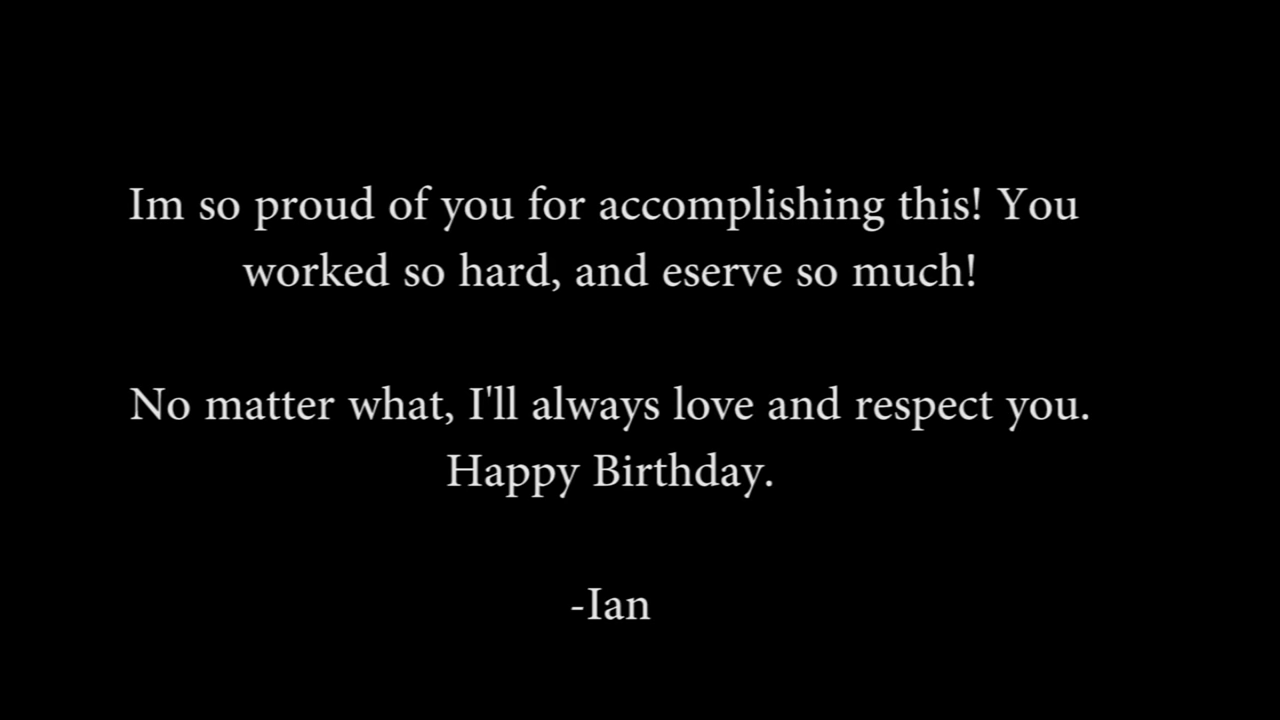 Im so proud of you for accomplishing this! You
worked so hard, and eserve so much!
No matter what, I'll always love and respect you.
Happy Birthday.
-Ian